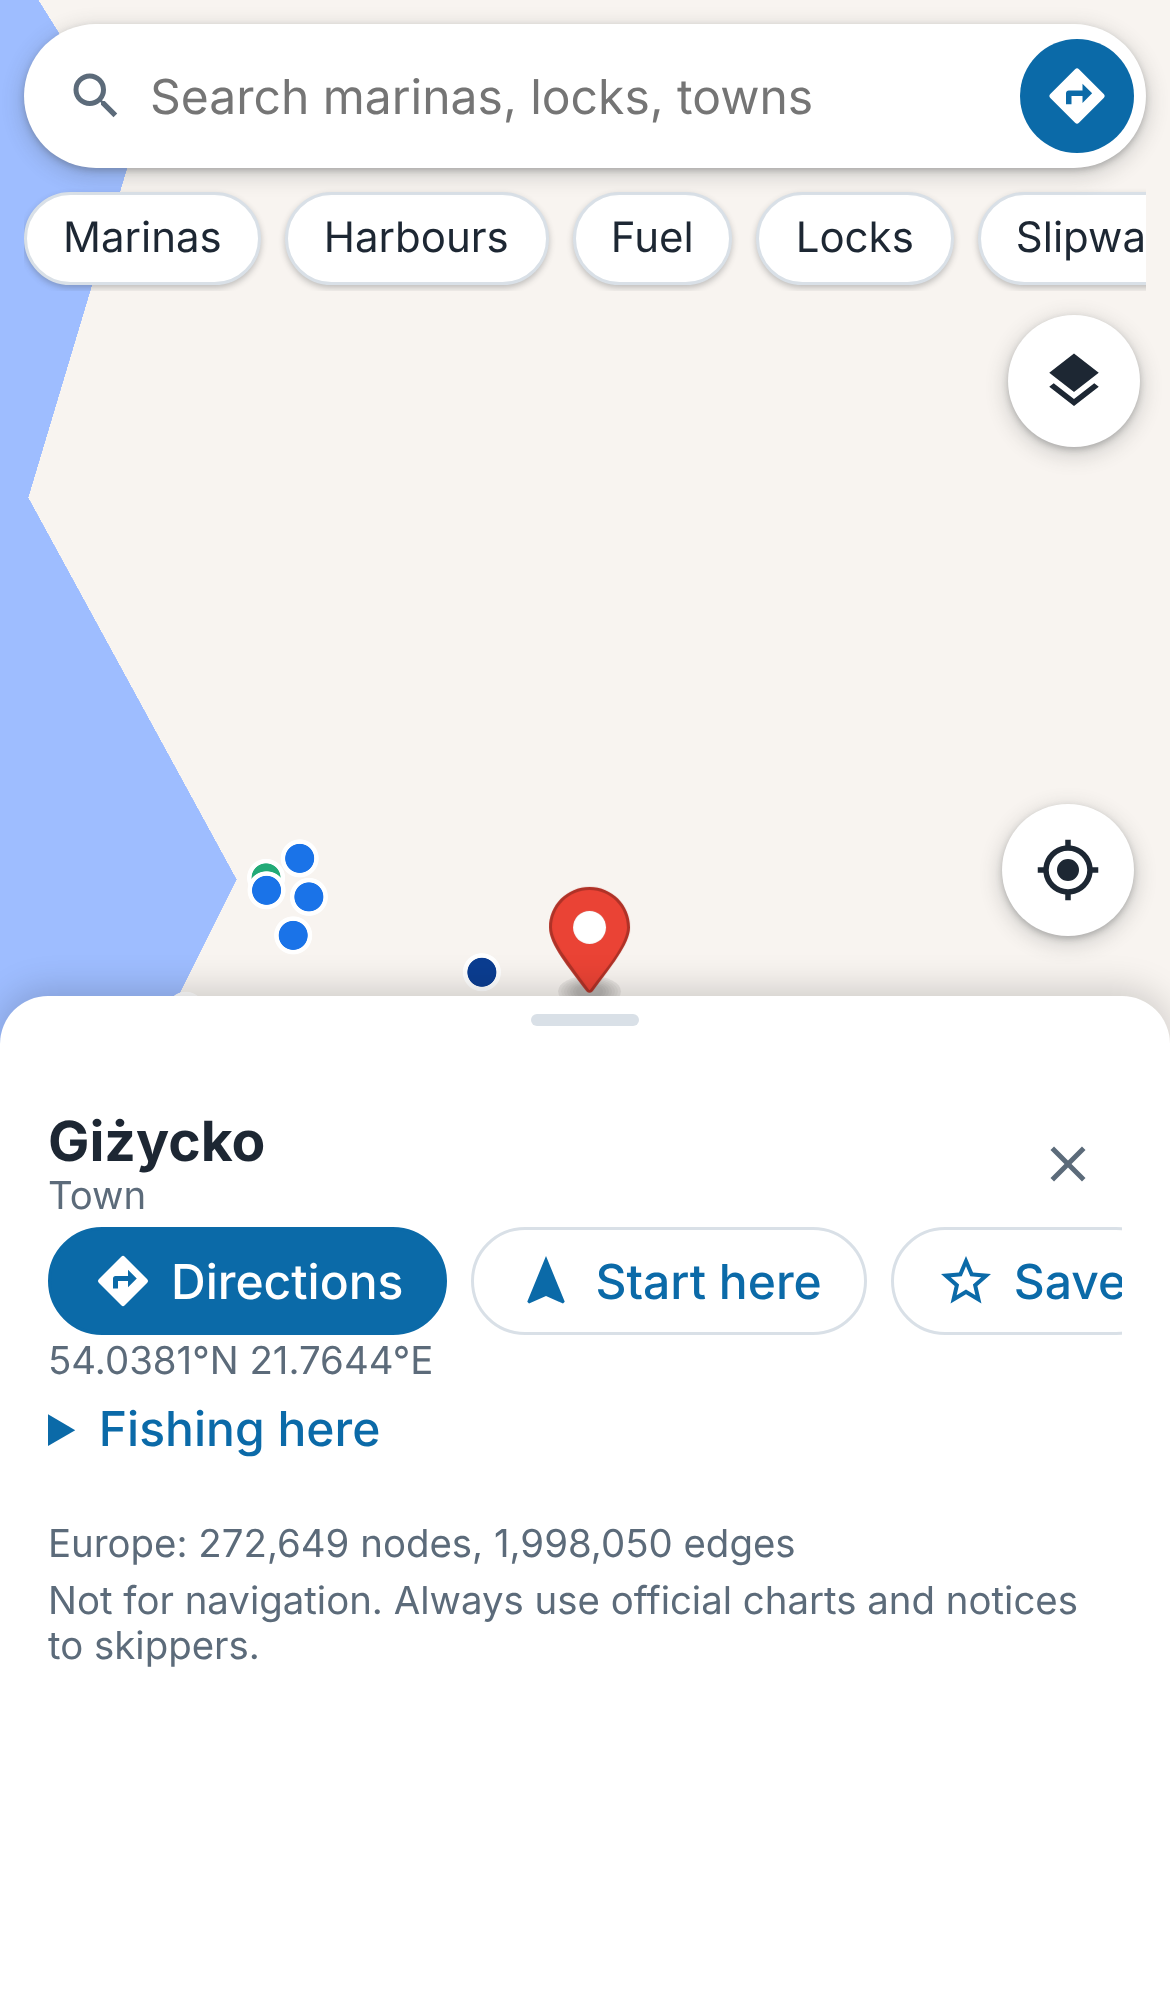 Search marinas, locks, towns
Marinas Harbours Fuel Locks Slipwa
Giżycko
Town
Directions Start here Save
54.0381°N 21.7644°E
Fishing here
Europe: 272,649 nodes, 1,998,050 edges
Not for navigation. Always use official charts and notices
to skippers.